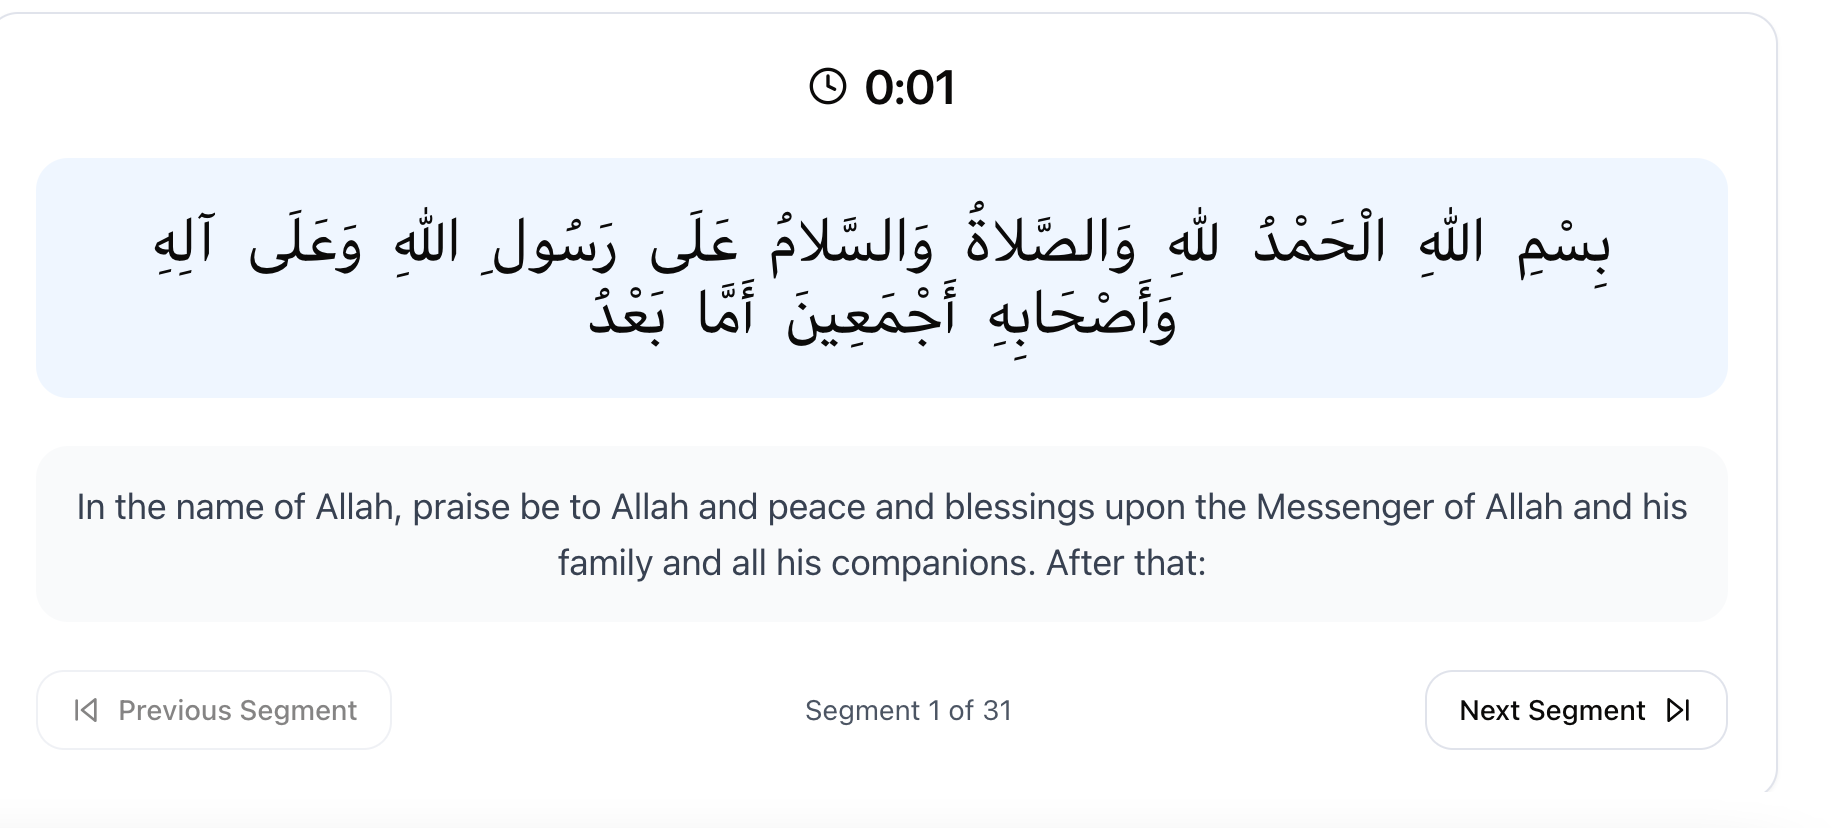 0:01
بِسْمِ اللهِ الْحَمْدُ للهِ وَالصَّلاةُ وَالسَّلامُ عَلَى رَسُولِ اللهِ وَعَلَى آلِهِ
وَأَصْحَابِهِ أَجْمَعِينَ أَمَّا بَعْدُ
In the name of Allah, praise be to Allah and peace and blessings upon the Messenger of Allah and his
family and all his companions. After that:
Previous Segment
Segment 1 of 31
Next Segment